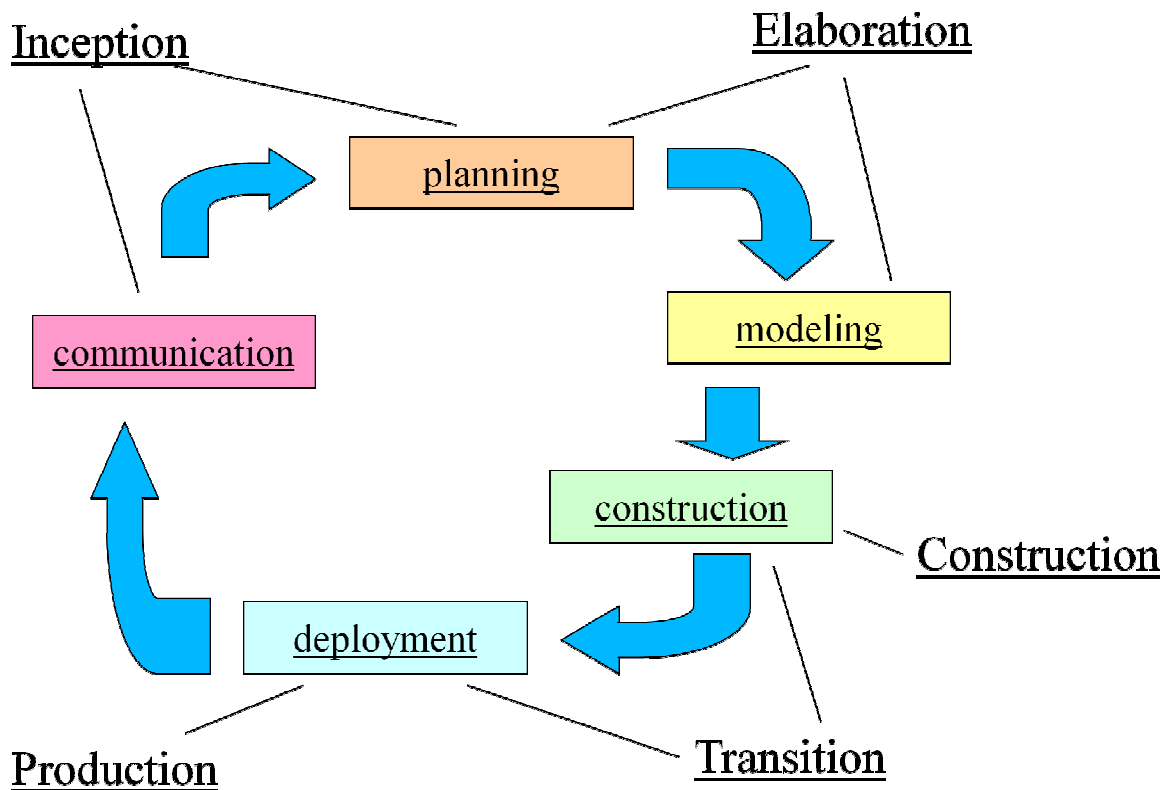 Inception
Elaboration
planning
modeling
communication
construction
Construction
deployment
Production
Transition